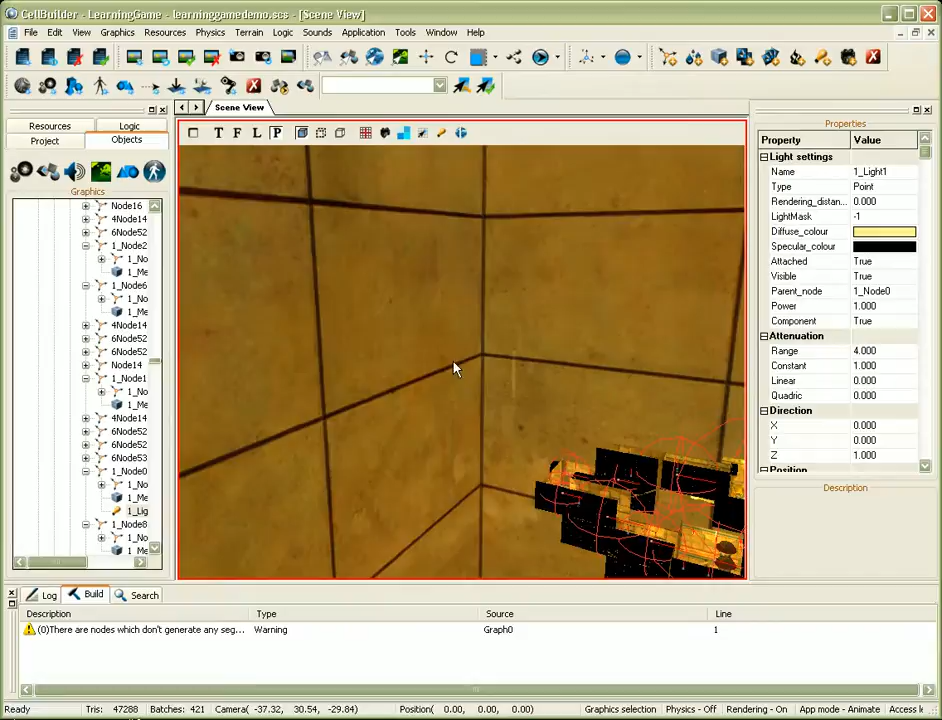 CellBuilder - LearningGame - learninggamedemo.scs - [Scene View]
File Edit View Graphics Resources Physics Terrain Logic Sounds Application Tools Window Help
Scene View
Resources Logic
Project Objects
T F L P
Graphics
Node16
4Node14
6Node52
1_Node2
1_No
1_Me
1_Node6
1_No
1_Me
4Node14
6Node52
6Node52
Node14
1_Node1
1_No
1_Me
4Node14
6Node52
6Node53
1_Node0
1_No
1_Me
1_Lig
1_Node8
1_No
1_Me
Properties
Property Value
Light settings
Name 1_Light1
Type Point
Rendering_distan... 0.000
LightMask -1
Diffuse_colour
Specular_colour
Attached True
Visible True
Parent_node 1_Node0
Power 1.000
Component True
Attenuation
Range 4.000
Constant 1.000
Linear 0.000
Quadric 0.000
Direction
X 0.000
Y 0.000
Z 1.000
Position
Description
Log Build Search
Description Type Source Line
(0)There are nodes which don't generate any seg... Warning Graph0 1
Ready Tris: 47288 Batches: 421 Camera( -37.32, 30.54, -29.84) Position( 0.00, 0.00, 0.00) Graphics selection Physics - Off Rendering - On App mode - Animate Access le